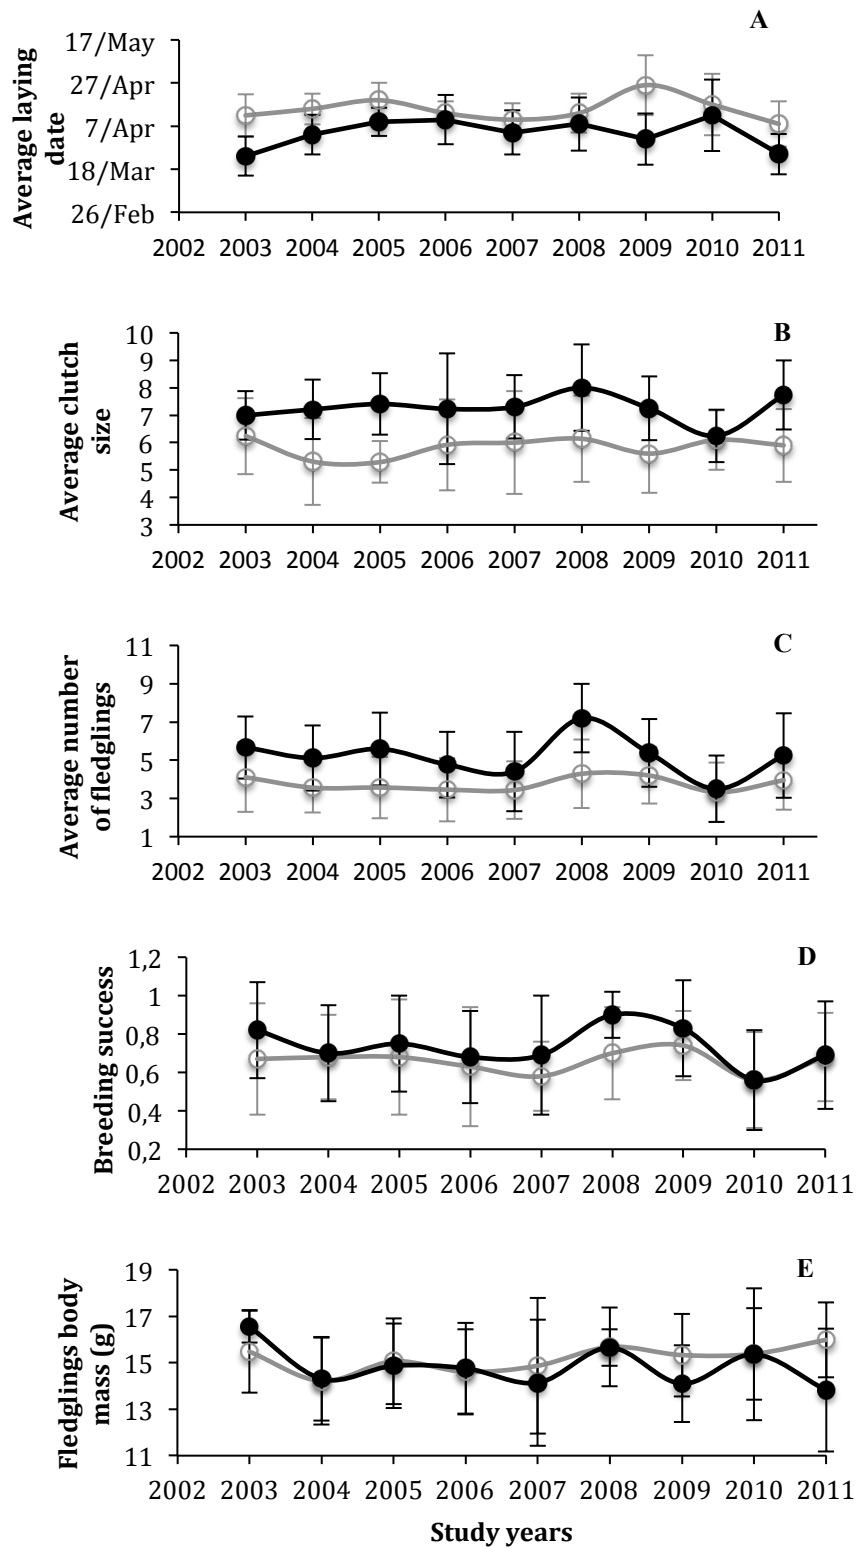 A
Average laying
date
17/May
27/Apr
7/Apr
18/Mar
26/Feb
2002 2003 2004 2005 2006 2007 2008 2009 2010 2011
B
Average clutch
size
10
9
8
7
6
5
4
3
2002 2003 2004 2005 2006 2007 2008 2009 2010 2011
C
Average number
of fledglings
11
9
7
5
3
1
2002 2003 2004 2005 2006 2007 2008 2009 2010 2011
D
Breeding success
1,2
1
0,8
0,6
0,4
0,2
2002 2003 2004 2005 2006 2007 2008 2009 2010 2011
E
Fledglings body
mass (g)
19
17
15
13
11
2002 2003 2004 2005 2006 2007 2008 2009 2010 2011
Study years